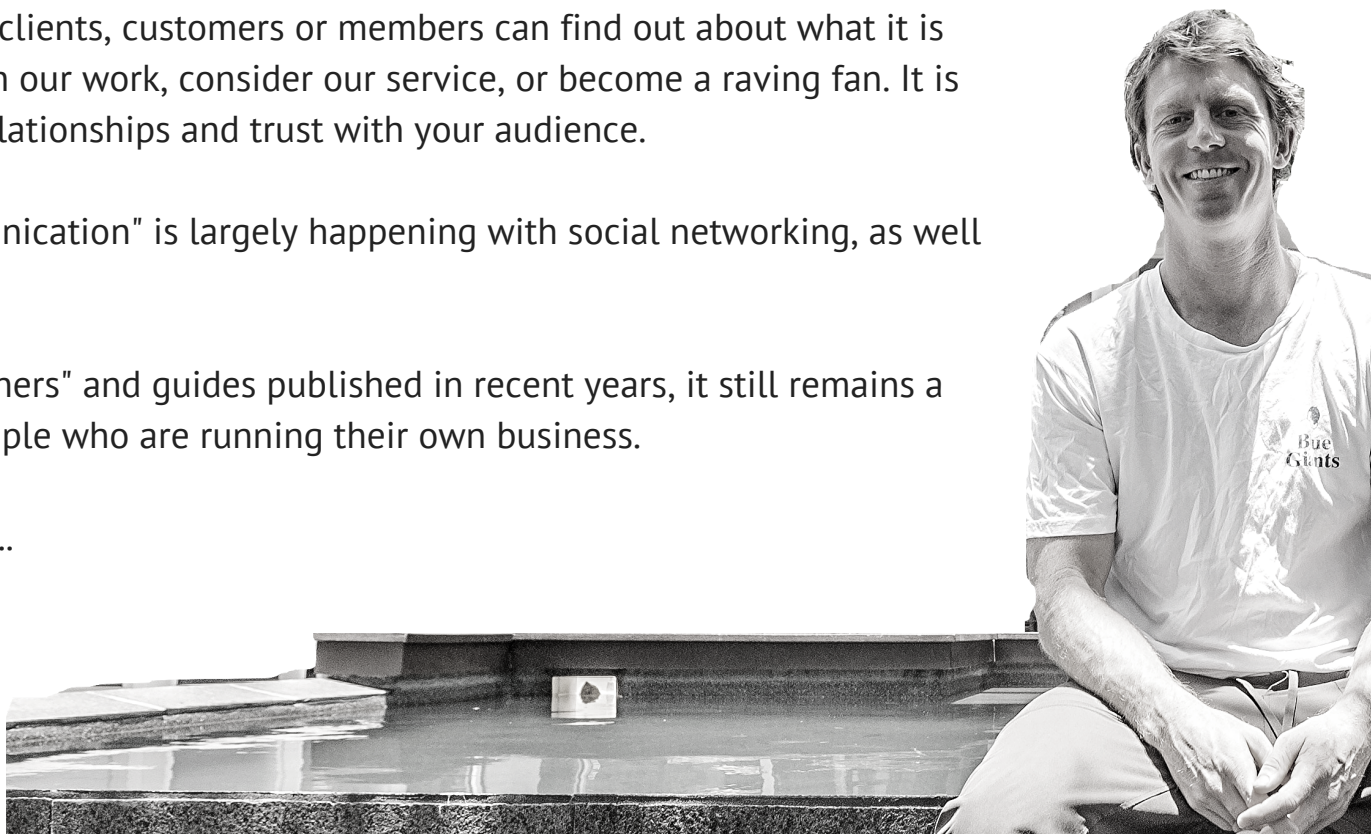 clients, customers or members can find out about what it is
our work, consider our service, or become a raving fan. It is
lationships and trust with your audience.
nication" is largely happening with social networking, as well
ners" and guides published in recent years, it still remains a
ple who are running their own business.
..
Bue
Giints